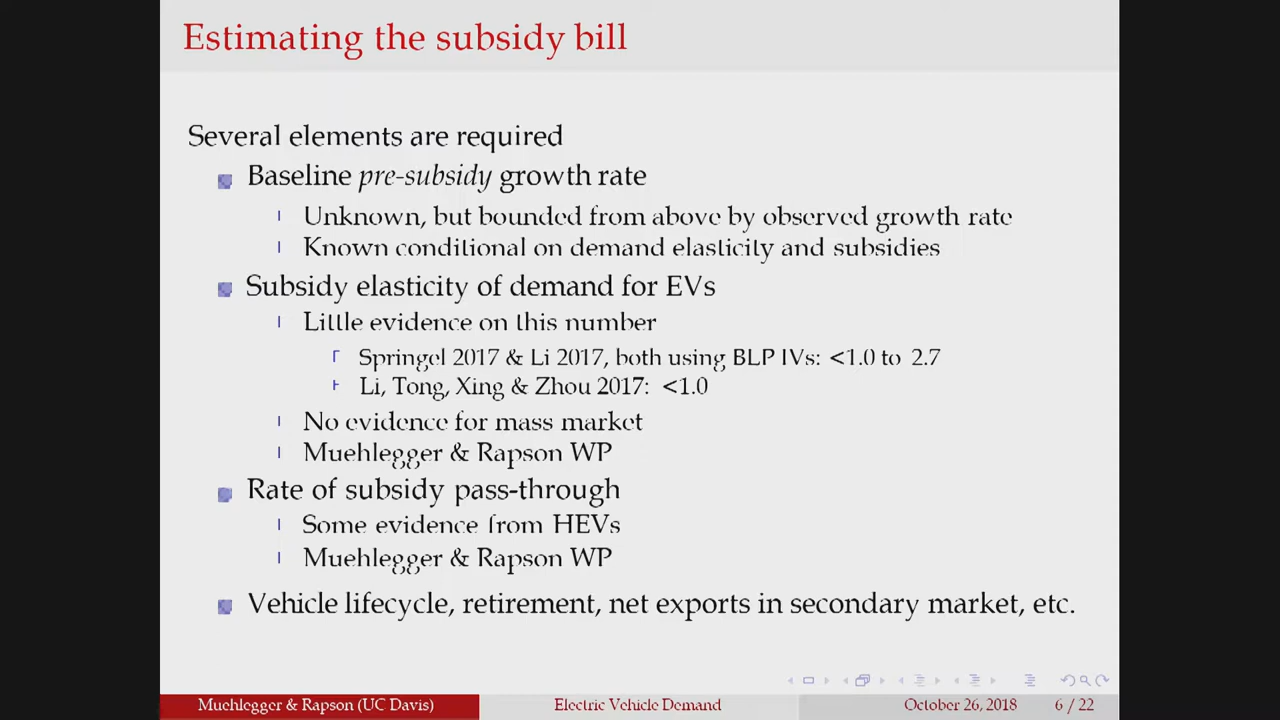 Estimating the subsidy bill
Several elements are required
Baseline pre-subsidy growth rate
Unknown, but bounded from above by observed growth rate
Known conditional on demand elasticity and subsidies
Subsidy elasticity of demand for EVs
Little evidence on this number
Springel 2017 & Li 2017, both using BLP IVs: <1.0 to 2.7
Li, Tong, Xing & Zhou 2017: <1.0
No evidence for mass market
Muehlegger & Rapson WP
Rate of subsidy pass-through
Some evidence from HEVs
Muehlegger & Rapson WP
Vehicle lifecycle, retirement, net exports in secondary market, etc.
Muehlegger & Rapson (UC Davis) Electric Vehicle Demand October 26, 2018 6 / 22